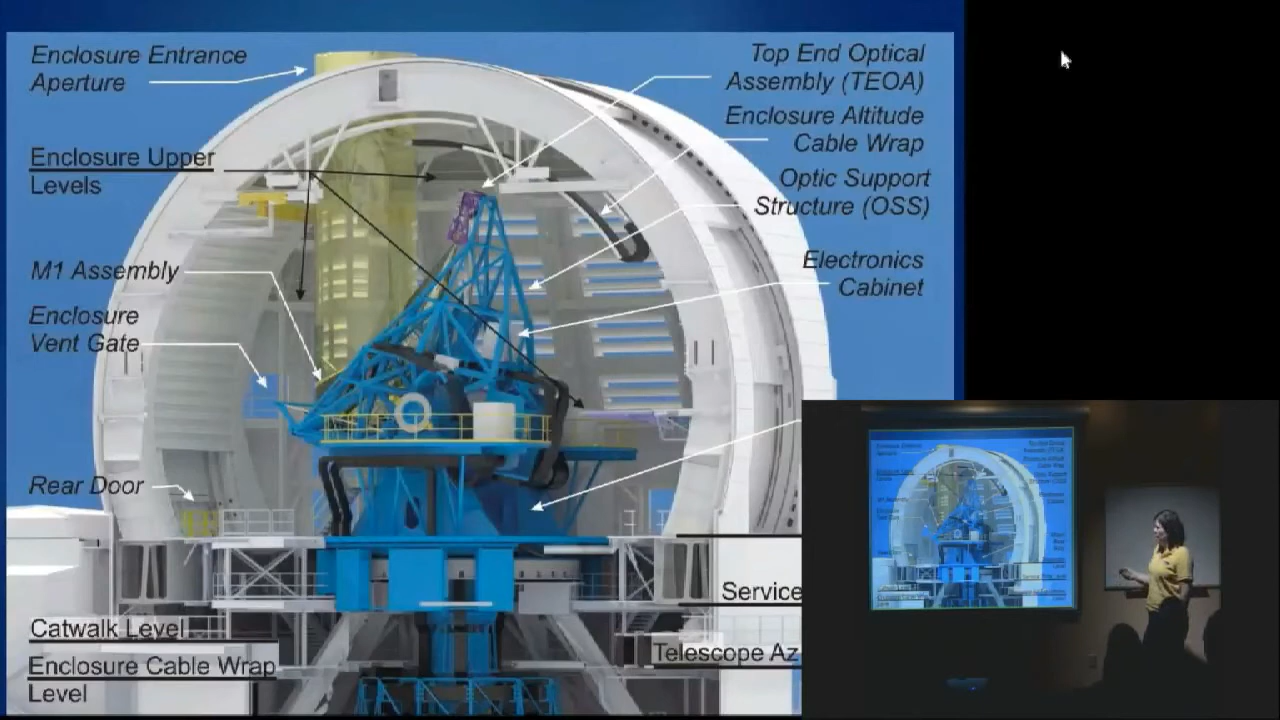 Enclosure Entrance
Aperture
Enclosure Upper
Levels
M1 Assembly
Enclosure
Vent Gate
Rear Door
Catwalk Level
Enclosure Cable Wrap
Level
Top End Optical
Assembly (TEOA)
Enclosure Altitude
Cable Wrap
Optic Support
Structure (OSS)
Electronics
Cabinet
Service
Telescope Az